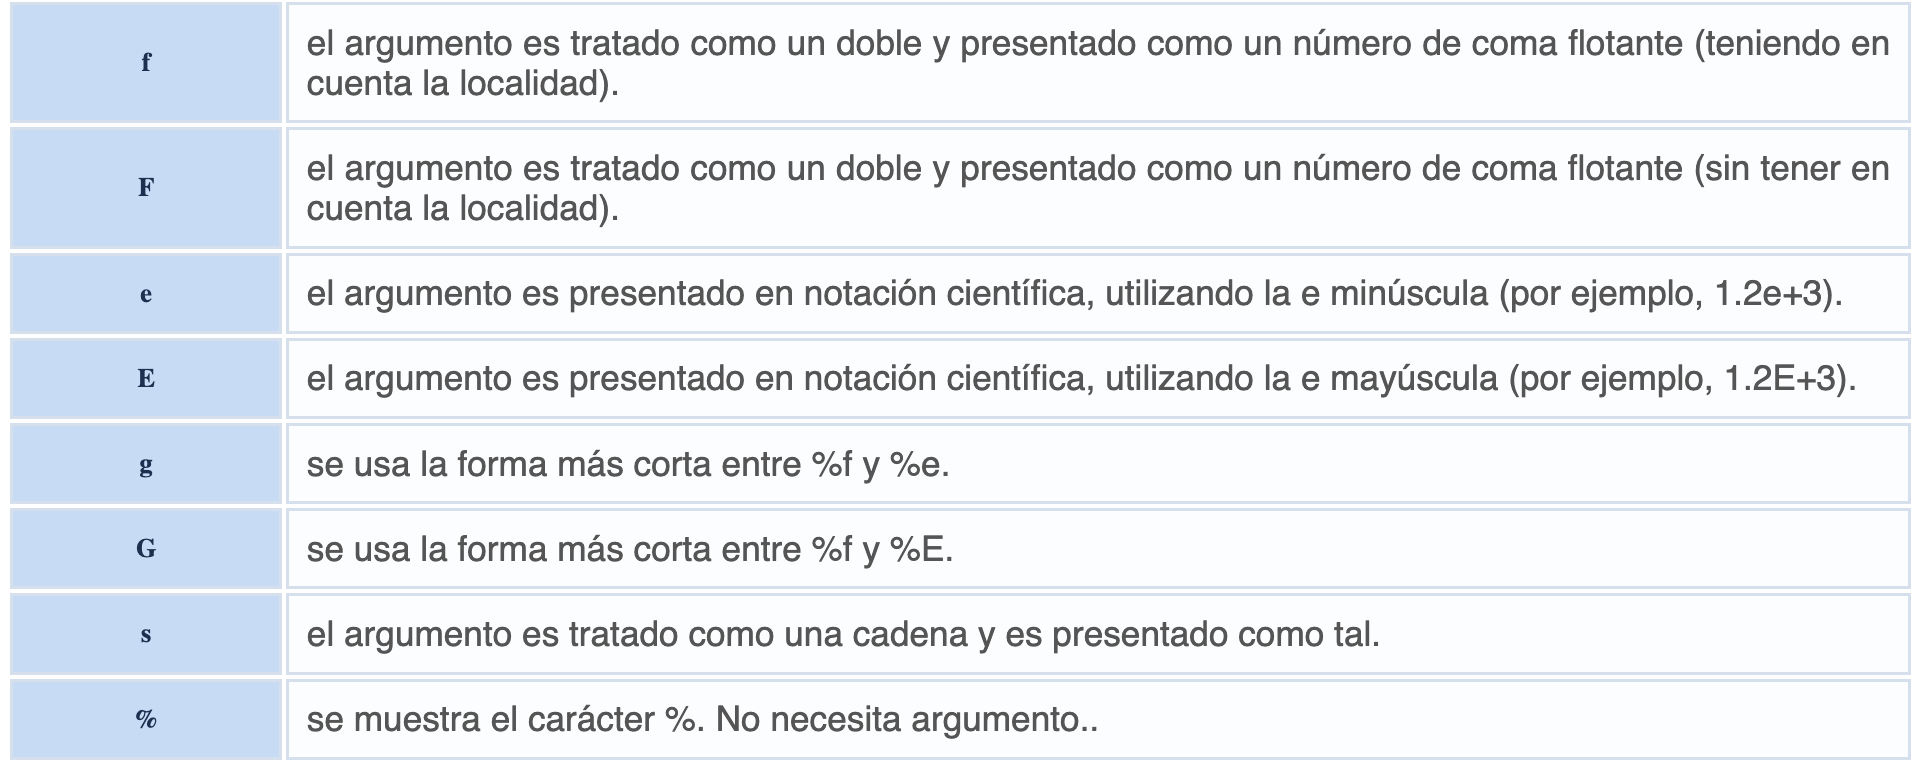 f
el argumento es tratado como un doble y presentado como un número de coma flotante (teniendo en
cuenta la localidad).
F
el argumento es tratado como un doble y presentado como un número de coma flotante (sin tener en
cuenta la localidad).
e
el argumento es presentado en notación científica, utilizando la e minúscula (por ejemplo, 1.2e+3).
E
el argumento es presentado en notación científica, utilizando la e mayúscula (por ejemplo, 1.2E+3).
g
se usa la forma más corta entre %f y %e.
G
se usa la forma más corta entre %f y %E.
s
el argumento es tratado como una cadena y es presentado como tal.
%
se muestra el carácter %. No necesita argumento..